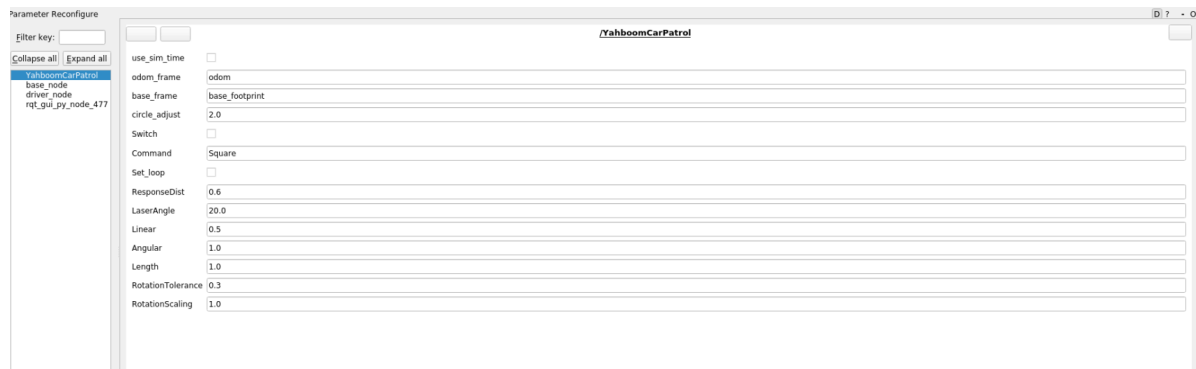 Parameter Reconfigure
D ? - O
Filter key:
Collapse all Expand all
YahboomCarPatrol
base_node
driver_node
rqt_gui_py_node_477
/YahboomCarPatrol
use_sim_time
odom_frame odom
base_frame base_footprint
circle_adjust 2.0
Switch
Command Square
Set_loop
ResponseDist 0.6
LaserAngle 20.0
Linear 0.5
Angular 1.0
Length 1.0
RotationTolerance 0.3
RotationScaling 1.0